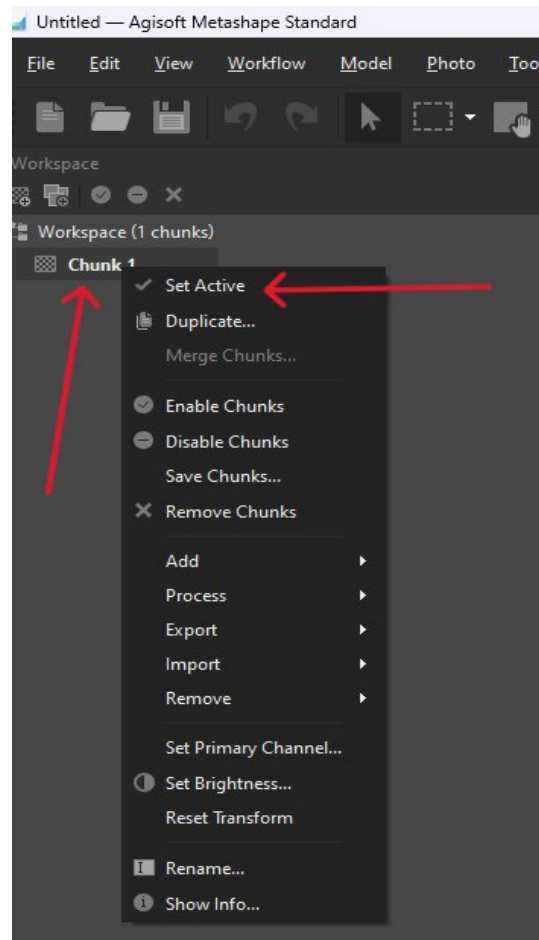 Untitled — Agisoft Metashape Standard
File Edit View Workflow Model Photo Too
Workspace
Workspace (1 chunks)
Chunk 1
Set Active
Duplicate...
Merge Chunks...
Enable Chunks
Disable Chunks
Save Chunks...
Remove Chunks
Add
Process
Export
Import
Remove
Set Primary Channel...
Set Brightness...
Reset Transform
Rename...
Show Info...